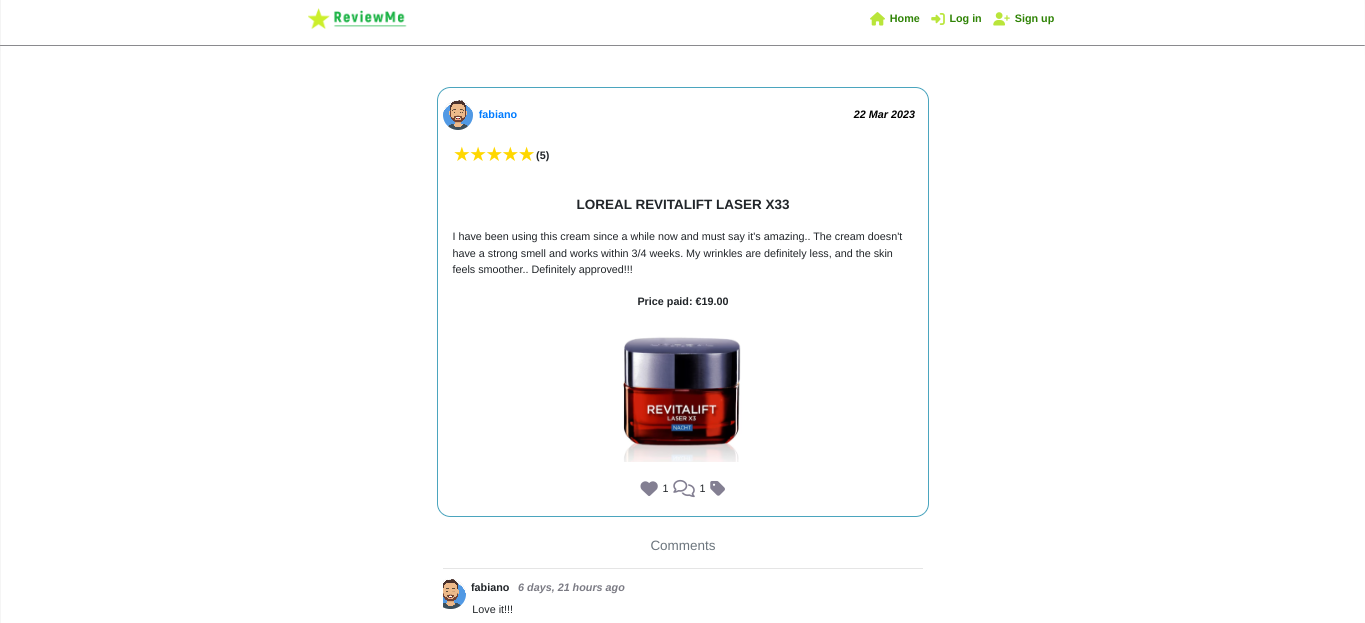 ReviewMe
Home Log in Sign up
fabiano 22 Mar 2023
(5)
LOREAL REVITALIFT LASER X33
I have been using this cream since a while now and must say it's amazing.. The cream doesn't
have a strong smell and works within 3/4 weeks. My wrinkles are definitely less, and the skin
feels smoother.. Definitely approved!!!
Price paid: €19.00
REVITALIFT
LASER X3
NACHT
1 1
Comments
fabiano 6 days, 21 hours ago
Love it!!!